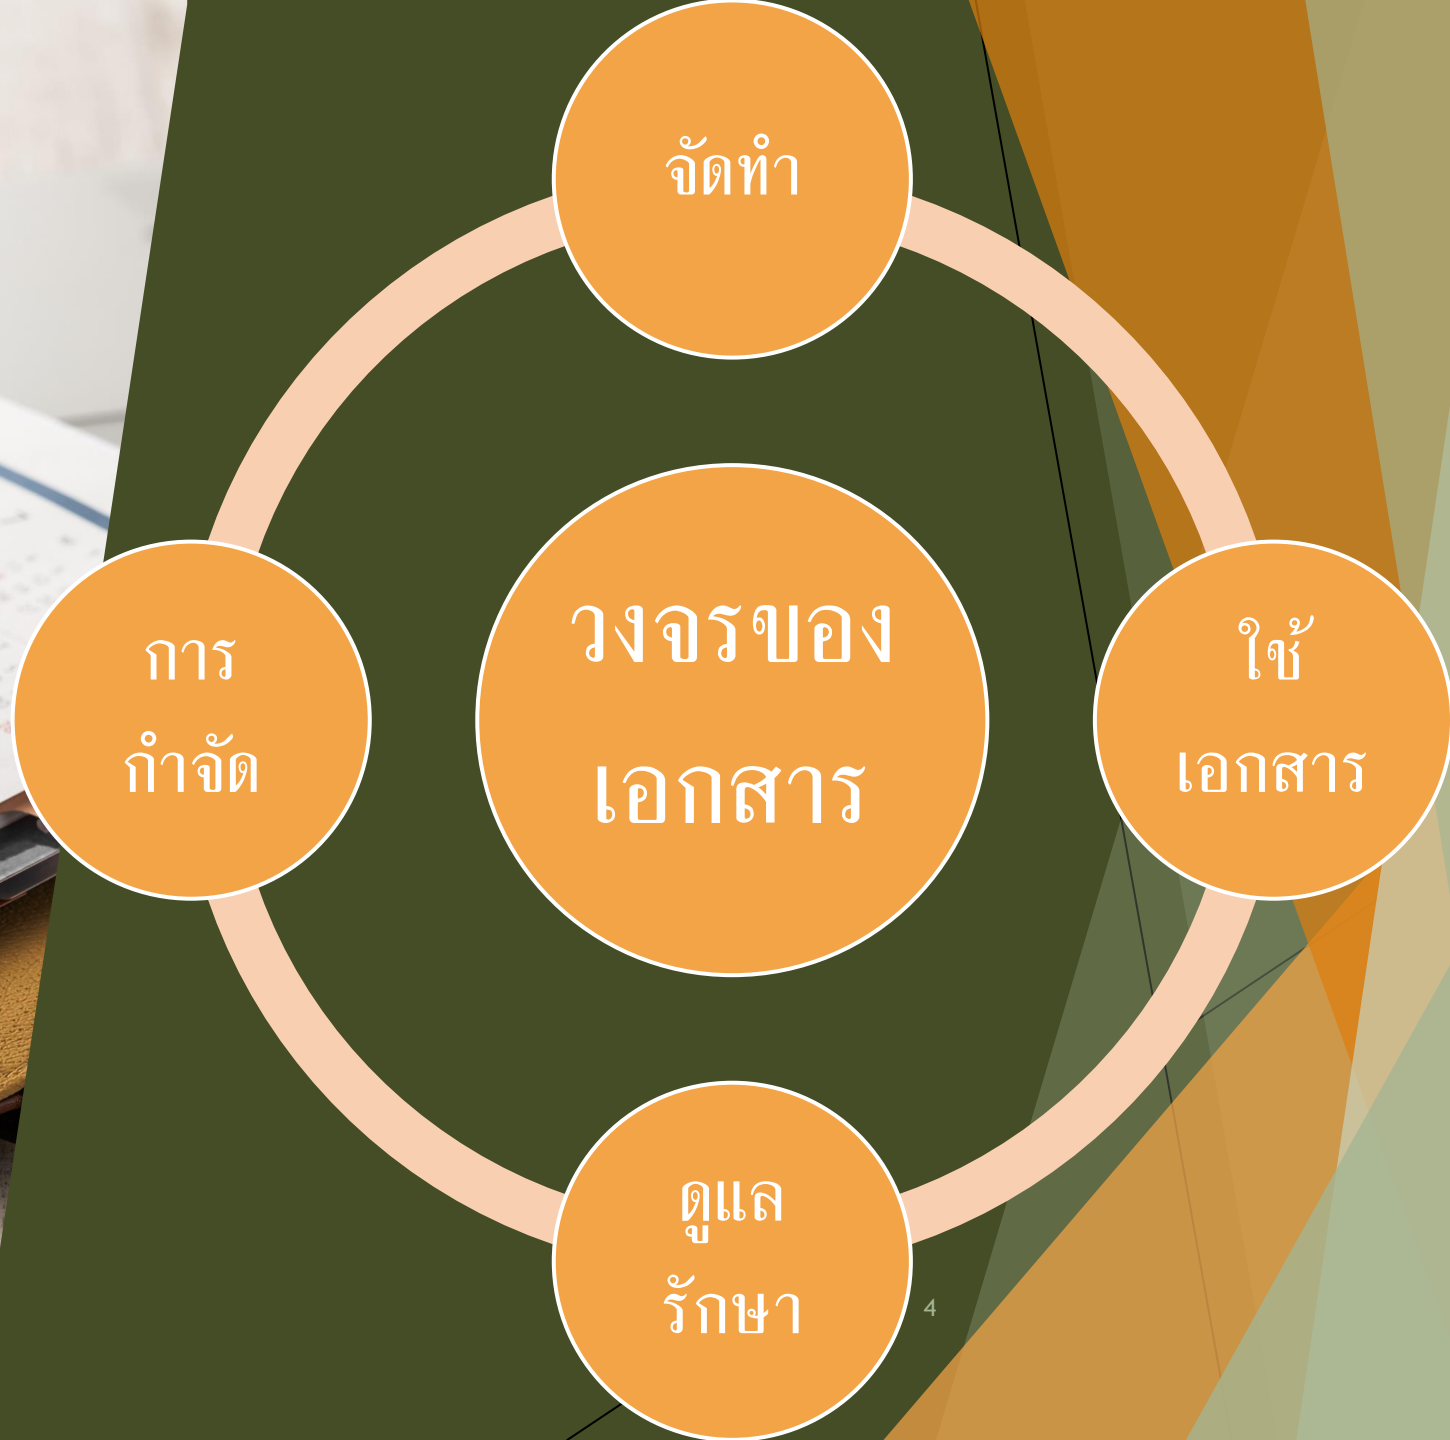 จัดทำ
วงจรของ
เอกสาร
ใช้
เอกสาร
ดูแล
รักษา
การ
กำจัด
4